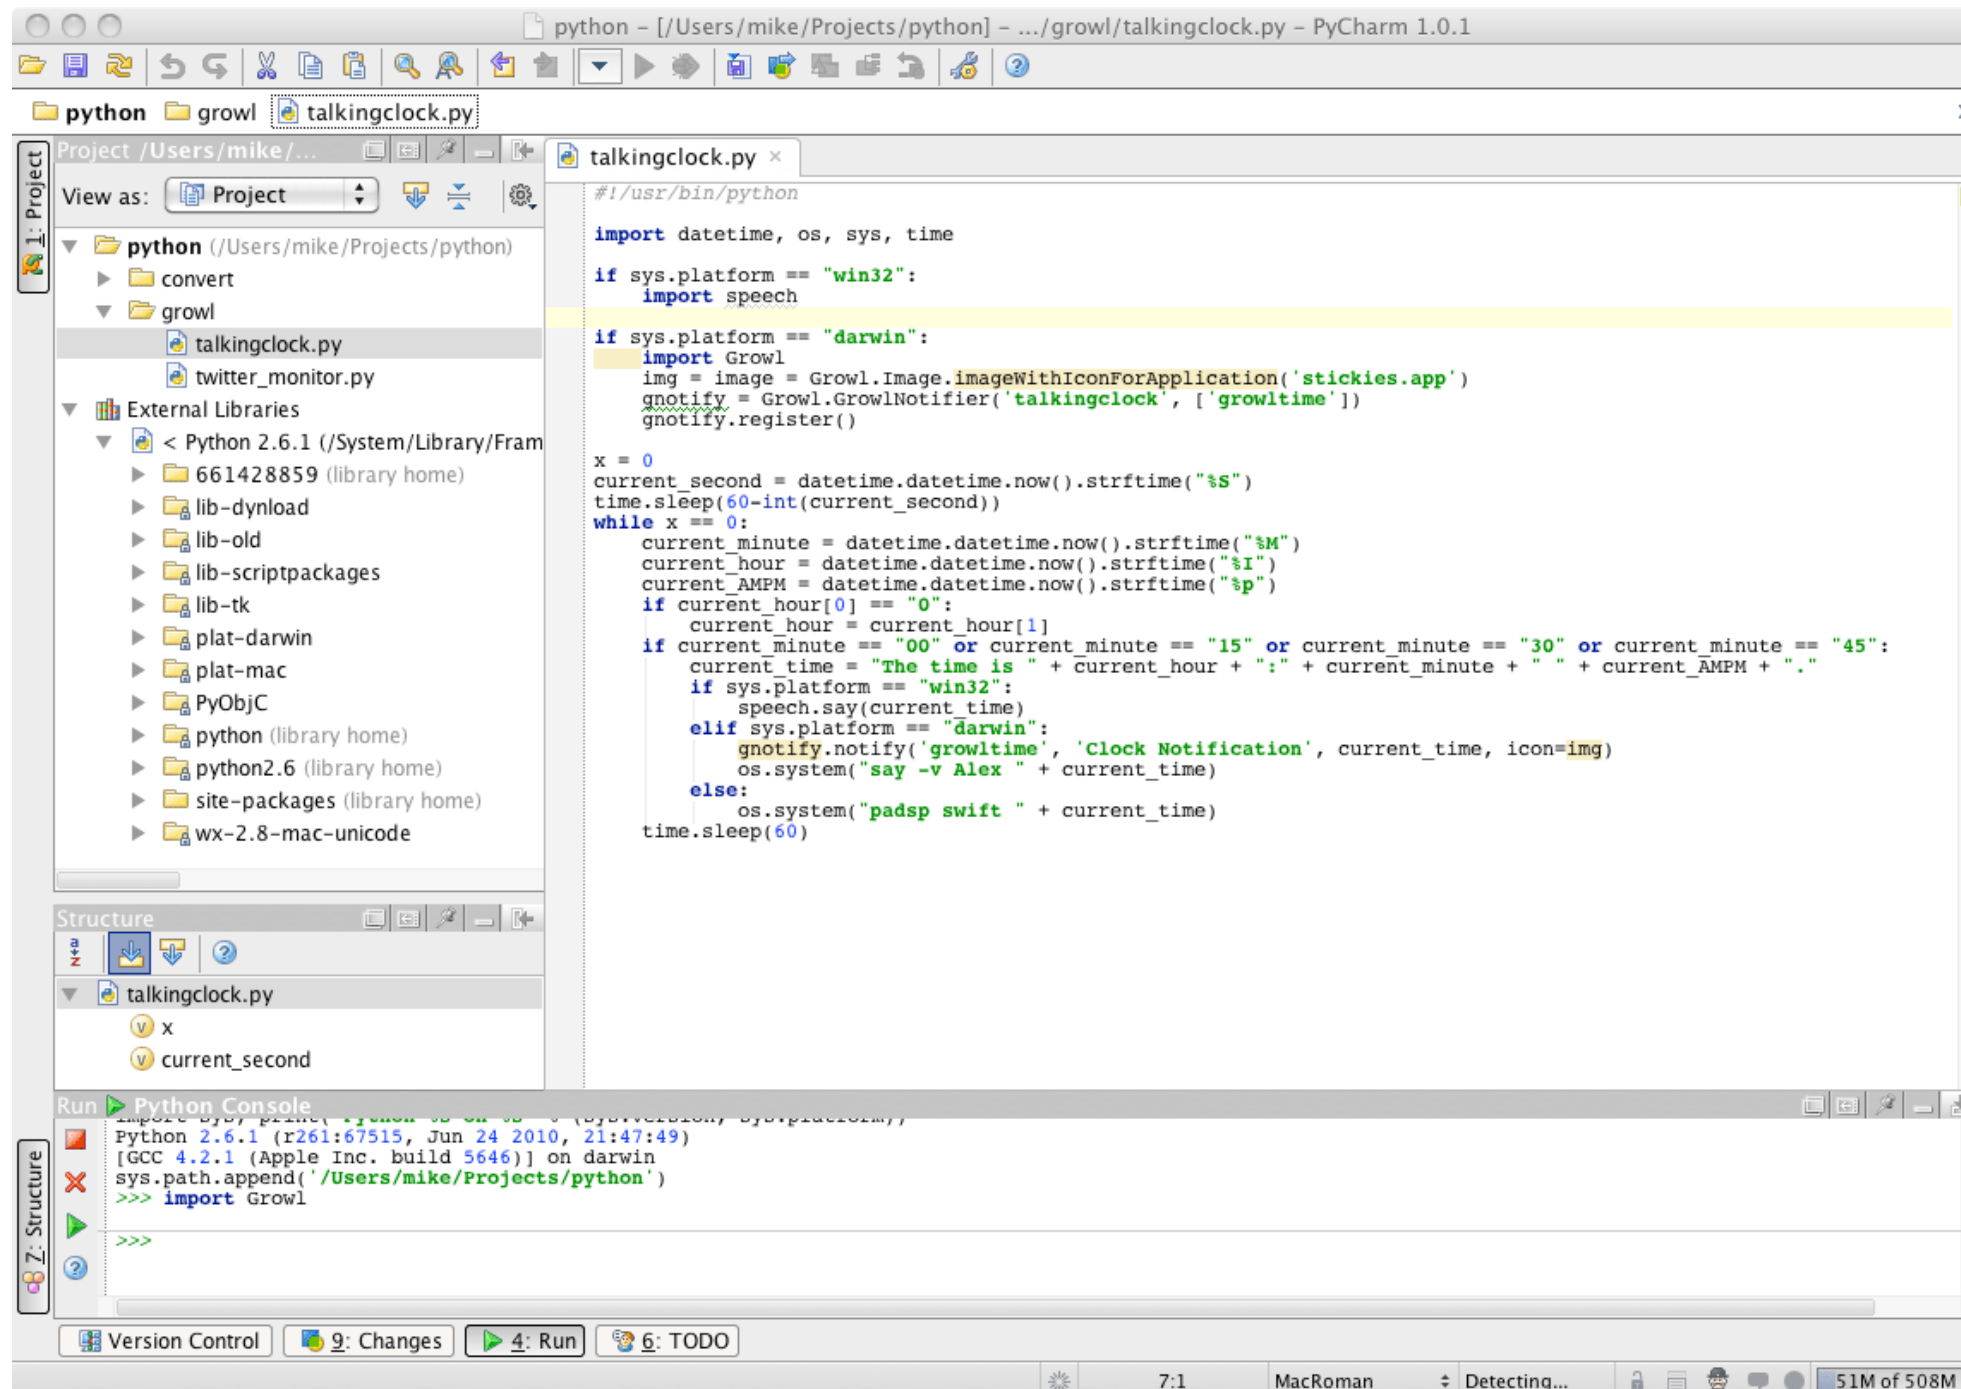 python – [/Users/mike/Projects/python] – .../growl/talkingclock.py – PyCharm 1.0.1
python growl talkingclock.py
1: Project
Project /Users/mike/...
View as: Project
python (/Users/mike/Projects/python)
convert
growl
talkingclock.py
twitter_monitor.py
External Libraries
< Python 2.6.1 (/System/Library/Fram
661428859 (library home)
lib-dynload
lib-old
lib-scriptpackages
lib-tk
plat-darwin
plat-mac
PyObjC
python (library home)
python2.6 (library home)
site-packages (library home)
wx-2.8-mac-unicode
Structure
talkingclock.py
v x
v current_second
talkingclock.py
#!/usr/bin/python
import datetime, os, sys, time
if sys.platform == "win32":
    import speech
if sys.platform == "darwin":
    import Growl
    img = image = Growl.Image.imageWithIconForApplication('stickies.app')
    gnotify = Growl.GrowlNotifier('talkingclock', ['growltime'])
    gnotify.register()
x = 0
current_second = datetime.datetime.now().strftime("%S")
time.sleep(60-int(current_second))
while x == 0:
    current_minute = datetime.datetime.now().strftime("%M")
    current_hour = datetime.datetime.now().strftime("%I")
    current_AMPM = datetime.datetime.now().strftime("%p")
    if current_hour[0] == "0":
        current_hour = current_hour[1]
    if current_minute == "00" or current_minute == "15" or current_minute == "30" or current_minute == "45":
        current_time = "The time is " + current_hour + ":" + current_minute + " " + current_AMPM + "."
        if sys.platform == "win32":
            speech.say(current_time)
        elif sys.platform == "darwin":
            gnotify.notify('growltime', 'Clock Notification', current_time, icon=img)
            os.system("say -v Alex " + current_time)
        else:
            os.system("padsp swift " + current_time)
    time.sleep(60)
Run Python Console
import sys; print('Python %s on %s' % (sys.version, sys.platform))
Python 2.6.1 (r261:67515, Jun 24 2010, 21:47:49)
[GCC 4.2.1 (Apple Inc. build 5646)] on darwin
sys.path.append('/Users/mike/Projects/python')
>>> import Growl
>>>
7: Structure
Version Control 9: Changes 4: Run 6: TODO
7:1 MacRoman Detecting... 51M of 508M